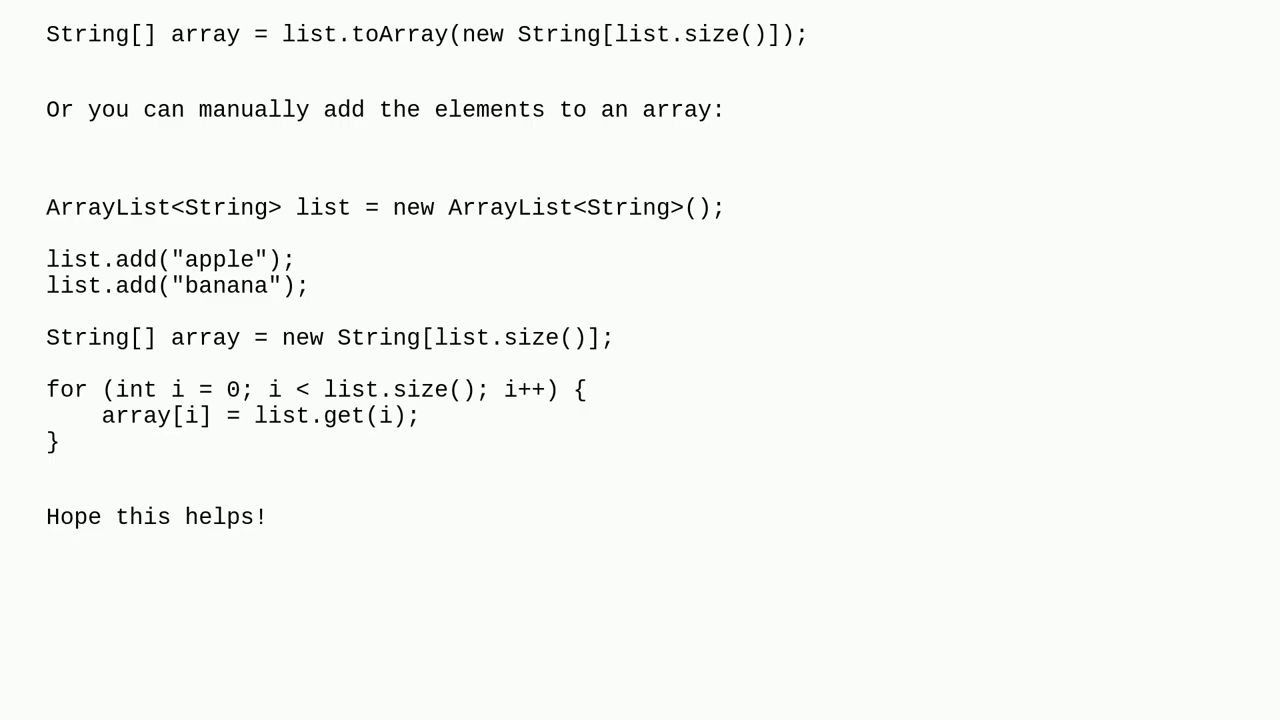 String[] array = list.toArray(new String[list.size()]);
Or you can manually add the elements to an array:
ArrayList<String> list = new ArrayList<String>();
list.add("apple");
list.add("banana");
String[] array = new String[list.size()];
for (int i = 0; i < list.size(); i++) {
    array[i] = list.get(i);
}
Hope this helps!